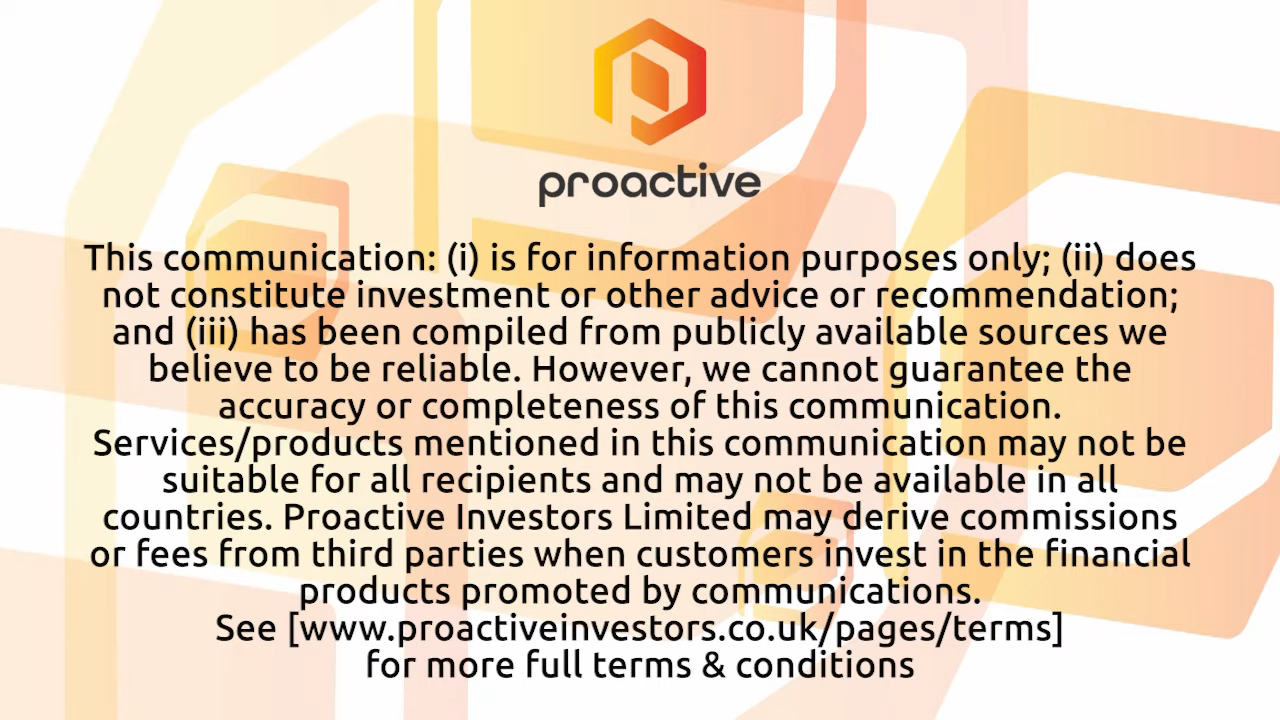 proactive
This communication: (i) is for information purposes only; (ii) does
not constitute investment or other advice or recommendation;
and (iii) has been compiled from publicly available sources we
believe to be reliable. However, we cannot guarantee the
accuracy or completeness of this communication.
Services/products mentioned in this communication may not be
suitable for all recipients and may not be available in all
countries. Proactive Investors Limited may derive commissions
or fees from third parties when customers invest in the financial
products promoted by communications.
See [www.proactiveinvestors.co.uk/pages/terms]
for more full terms & conditions